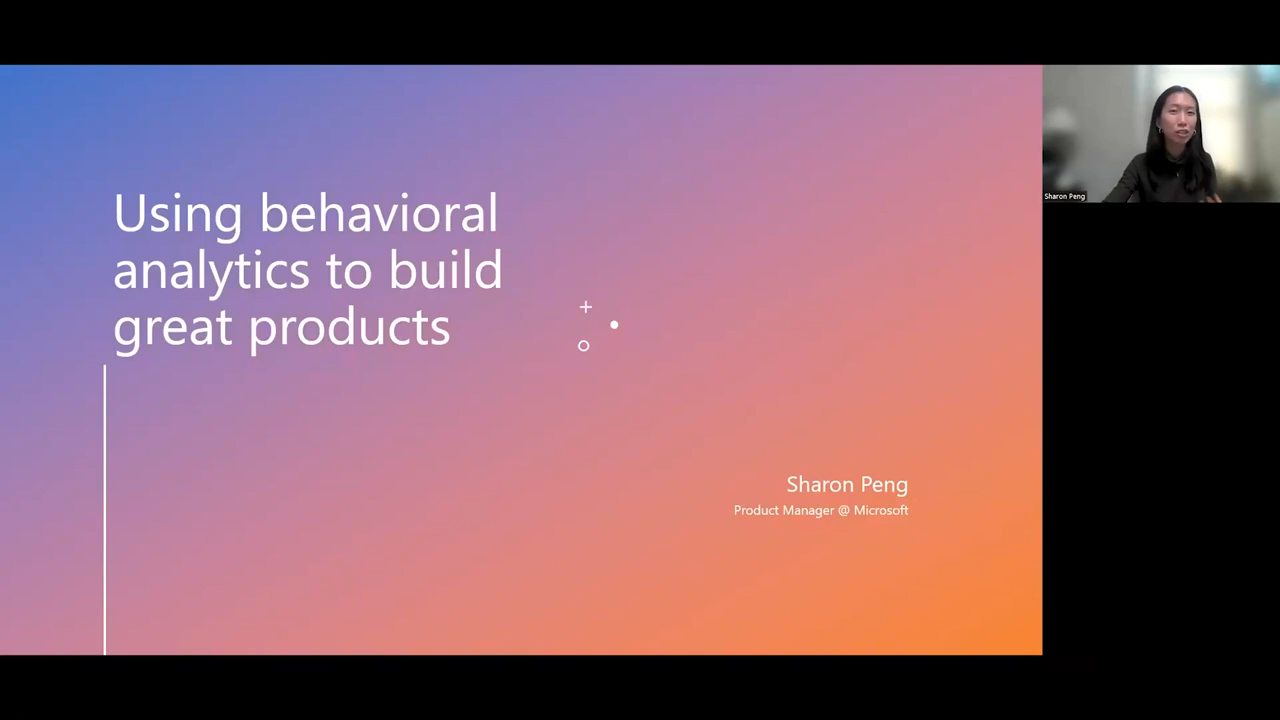 Using behavioral
analytics to build
great products
Sharon Peng
Product Manager @ Microsoft
Sharon Peng